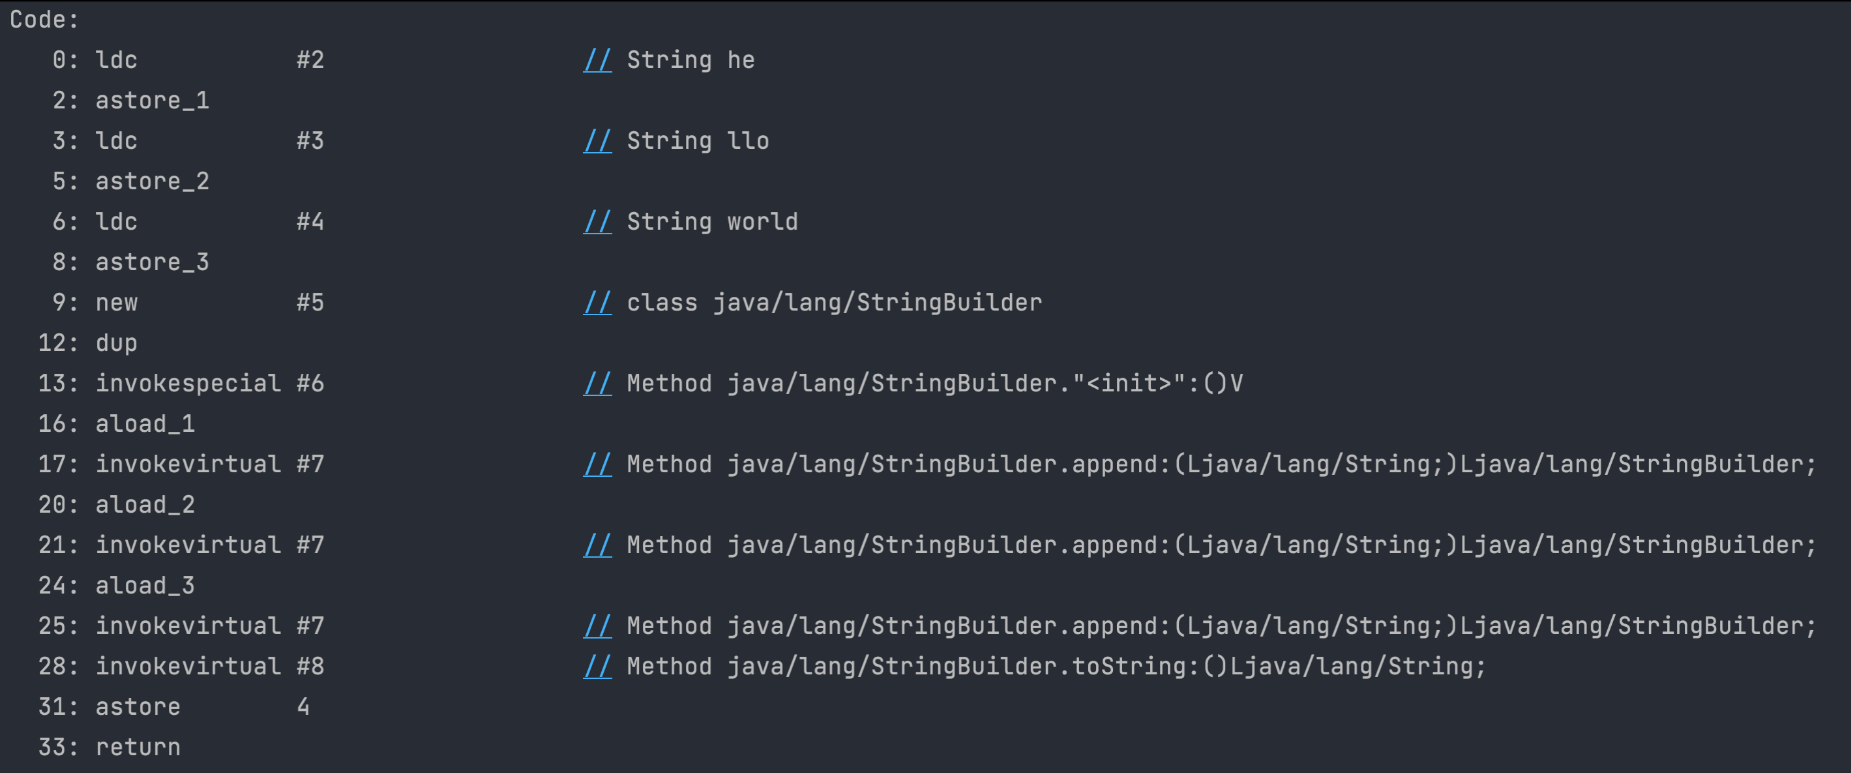 Code:
   0: ldc           #2                  // String he
   2: astore_1
   3: ldc           #3                  // String llo
   5: astore_2
   6: ldc           #4                  // String world
   8: astore_3
   9: new           #5                  // class java/lang/StringBuilder
  12: dup
  13: invokespecial #6                  // Method java/lang/StringBuilder."<init>":()V
  16: aload_1
  17: invokevirtual #7                  // Method java/lang/StringBuilder.append:(Ljava/lang/String;)Ljava/lang/StringBuilder;
  20: aload_2
  21: invokevirtual #7                  // Method java/lang/StringBuilder.append:(Ljava/lang/String;)Ljava/lang/StringBuilder;
  24: aload_3
  25: invokevirtual #7                  // Method java/lang/StringBuilder.append:(Ljava/lang/String;)Ljava/lang/StringBuilder;
  28: invokevirtual #8                  // Method java/lang/StringBuilder.toString:()Ljava/lang/String;
  31: astore        4
  33: return